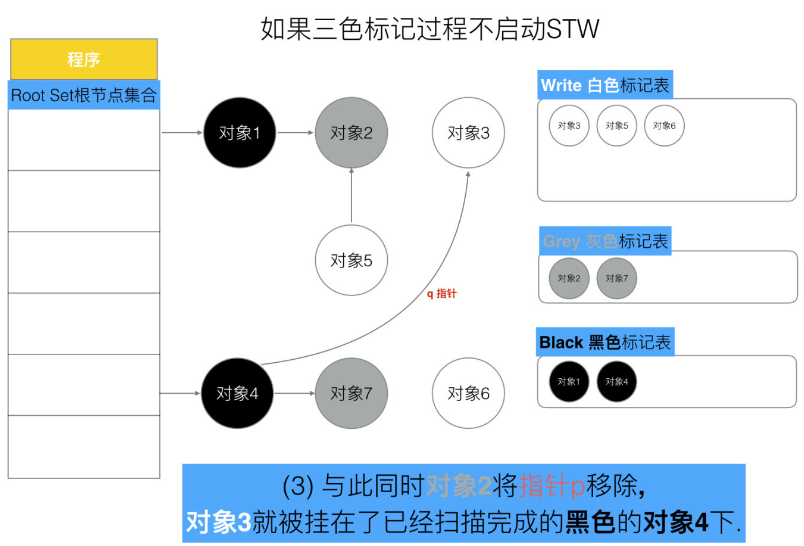 如果三色标记过程不启动STW
程序
Root Set根节点集合
对象1
对象2
对象3
对象5
q 指针
对象4
对象7
对象6
Write 白色标记表
对象3
对象5
对象6
Grey 灰色标记表
对象2
对象7
Black 黑色标记表
对象1
对象4
(3) 与此同时对象2将指针p移除,
对象3就被挂在了已经扫描完成的黑色的对象4下.